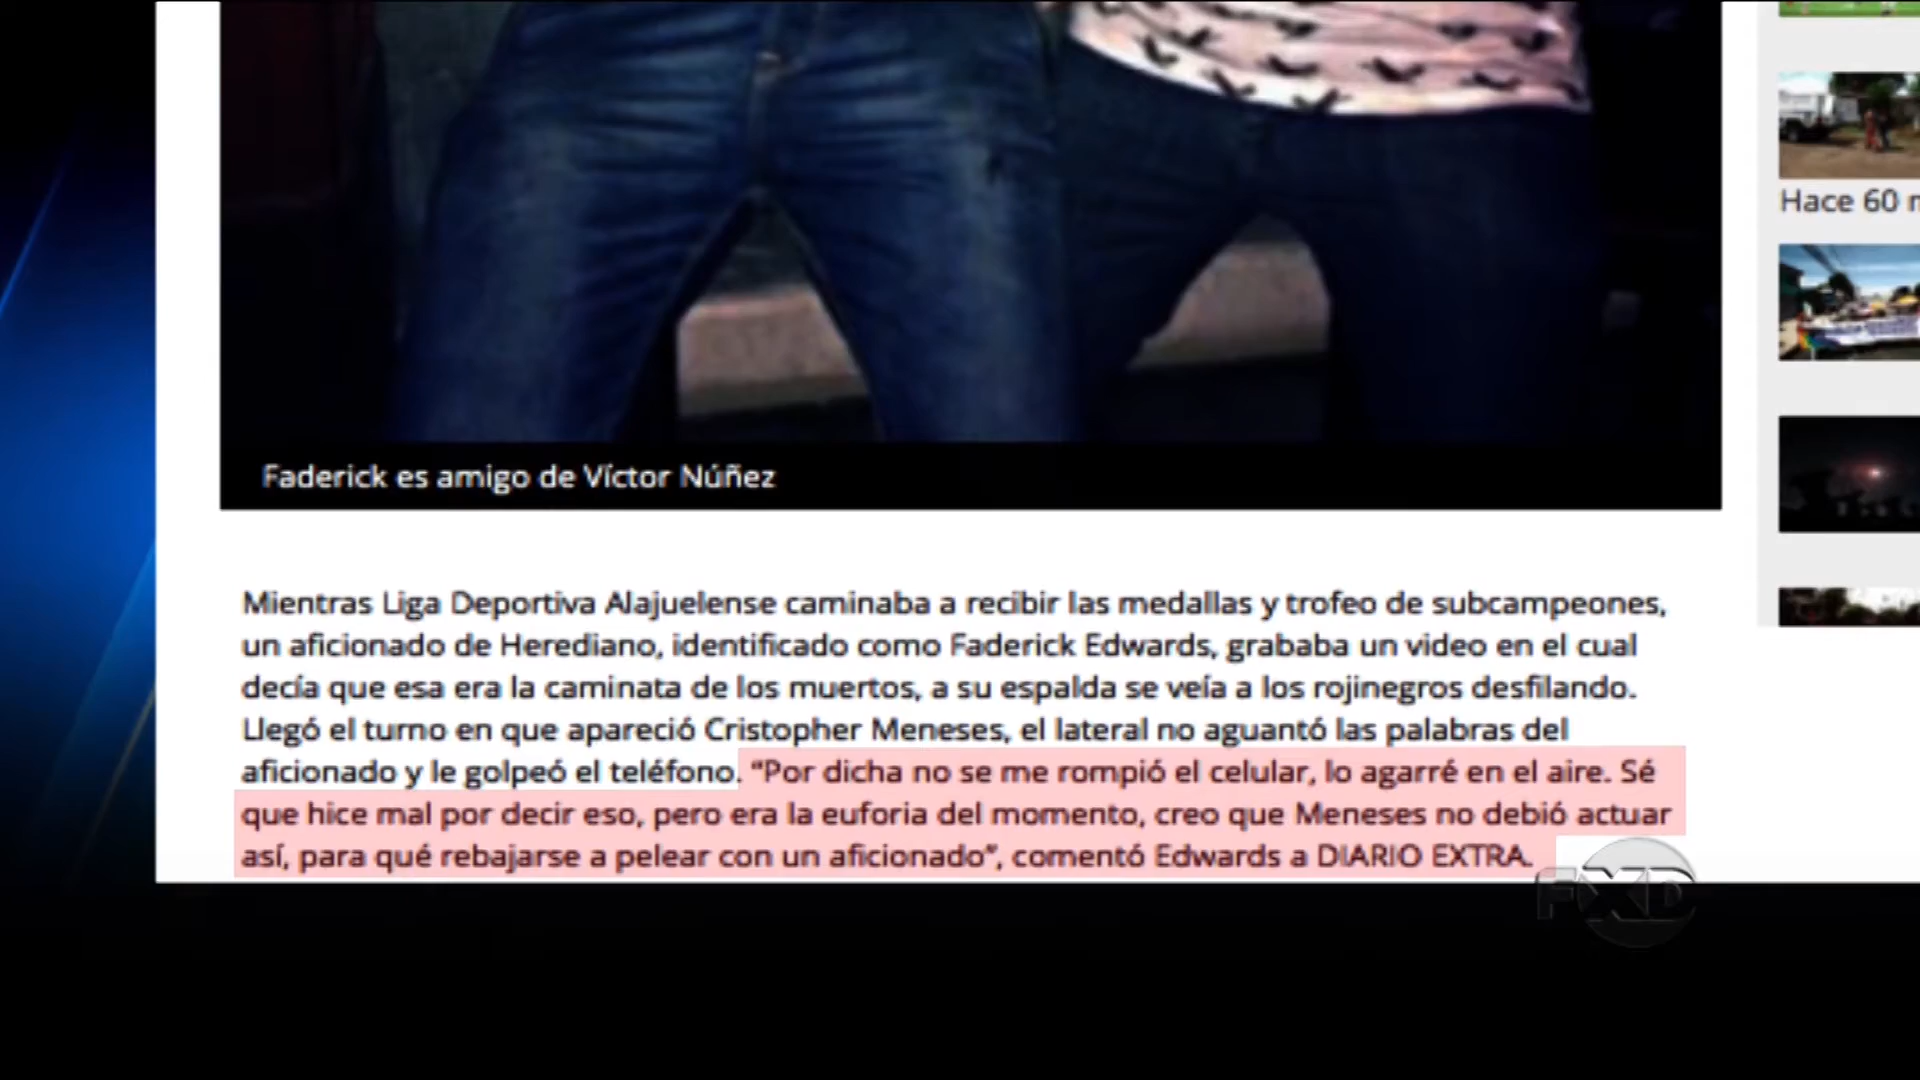 Hace 60
Faderick es amigo de Víctor Núñez
Mientras Liga Deportiva Alajuelense caminaba a recibir las medallas y trofeo de subcampeones,
un aficionado de Herediano, identificado como Faderick Edwards, grababa un video en el cual
decía que esa era la caminata de los muertos, a su espalda se veía a los rojinegros desfilando.
Llegó el turno en que apareció Cristopher Meneses, el lateral no aguantó las palabras del
aficionado y le golpeó el teléfono. “Por dicha no se me rompió el celular, lo agarré en el aire. Sé
que hice mal por decir eso, pero era la euforia del momento, creo que Meneses no debió actuar
así, para qué rebajarse a pelear con un aficionado”, comentó Edwards a DIARIO EXTRA.
FXD